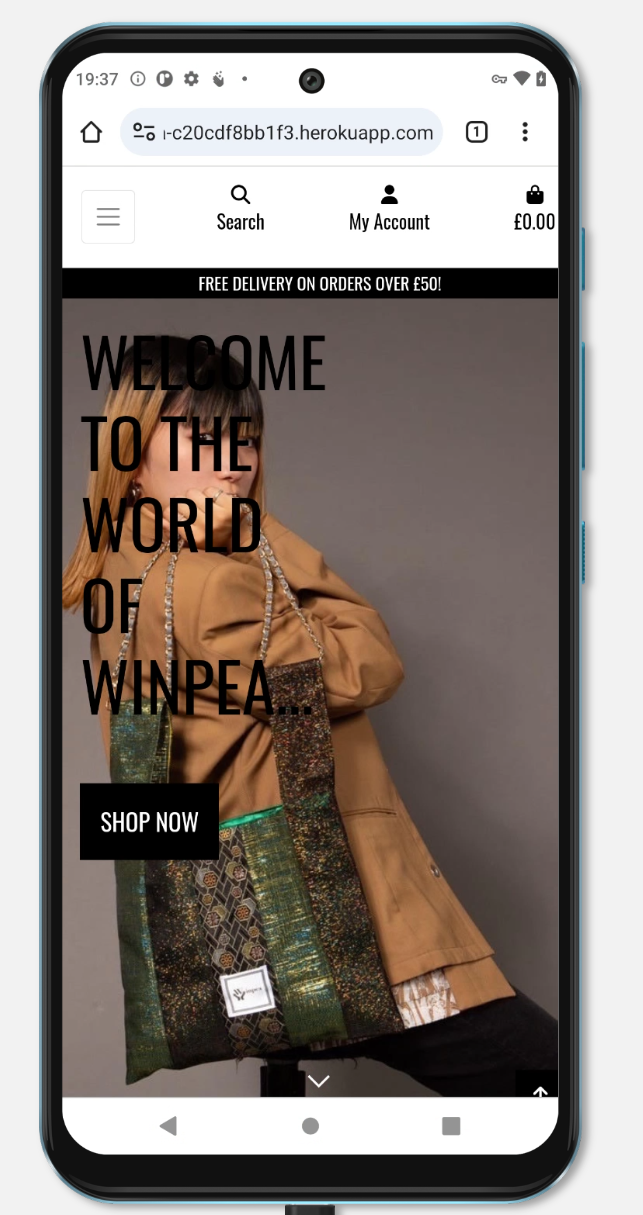 19:37
1
-c20cdf8bb1f3.herokuapp.com
Search
My Account
£0.00
FREE DELIVERY ON ORDERS OVER £50!
WELCOME
TO THE
WORLD
OF
WINPEA...
SHOP NOW
winpea